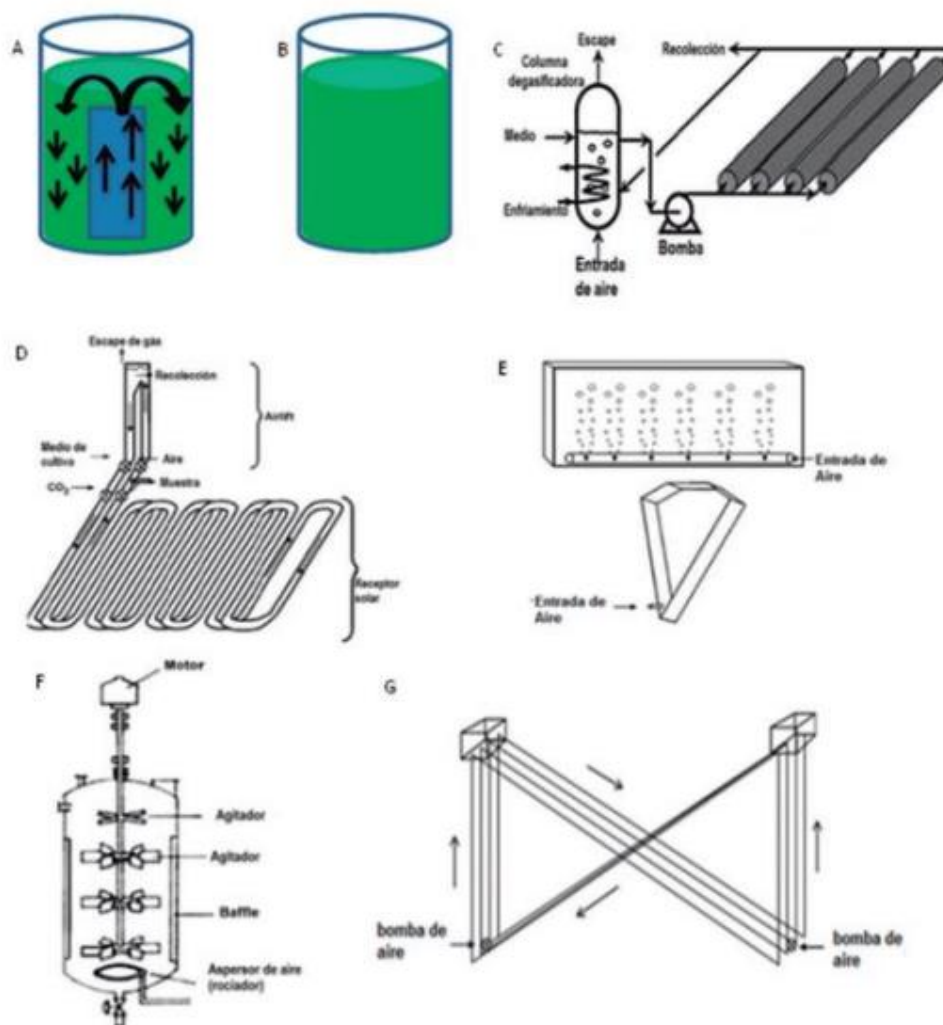 A
B
C
Escape
Columna
degasificadora
Recolección
Medio
Enfriamiento
Bomba
Entrada
de aire
D
Escape de gás
Recolección
Airlift
Medio de
cultivo
Aire
CO₂
Muestra
Receptor
solar
E
Entrada de
Aire
Entrada de
Aire
F
Motor
Agitador
Agitador
Baffle
Aspersor de aire
(rociador)
G
bomba de
aire
bomba de
aire